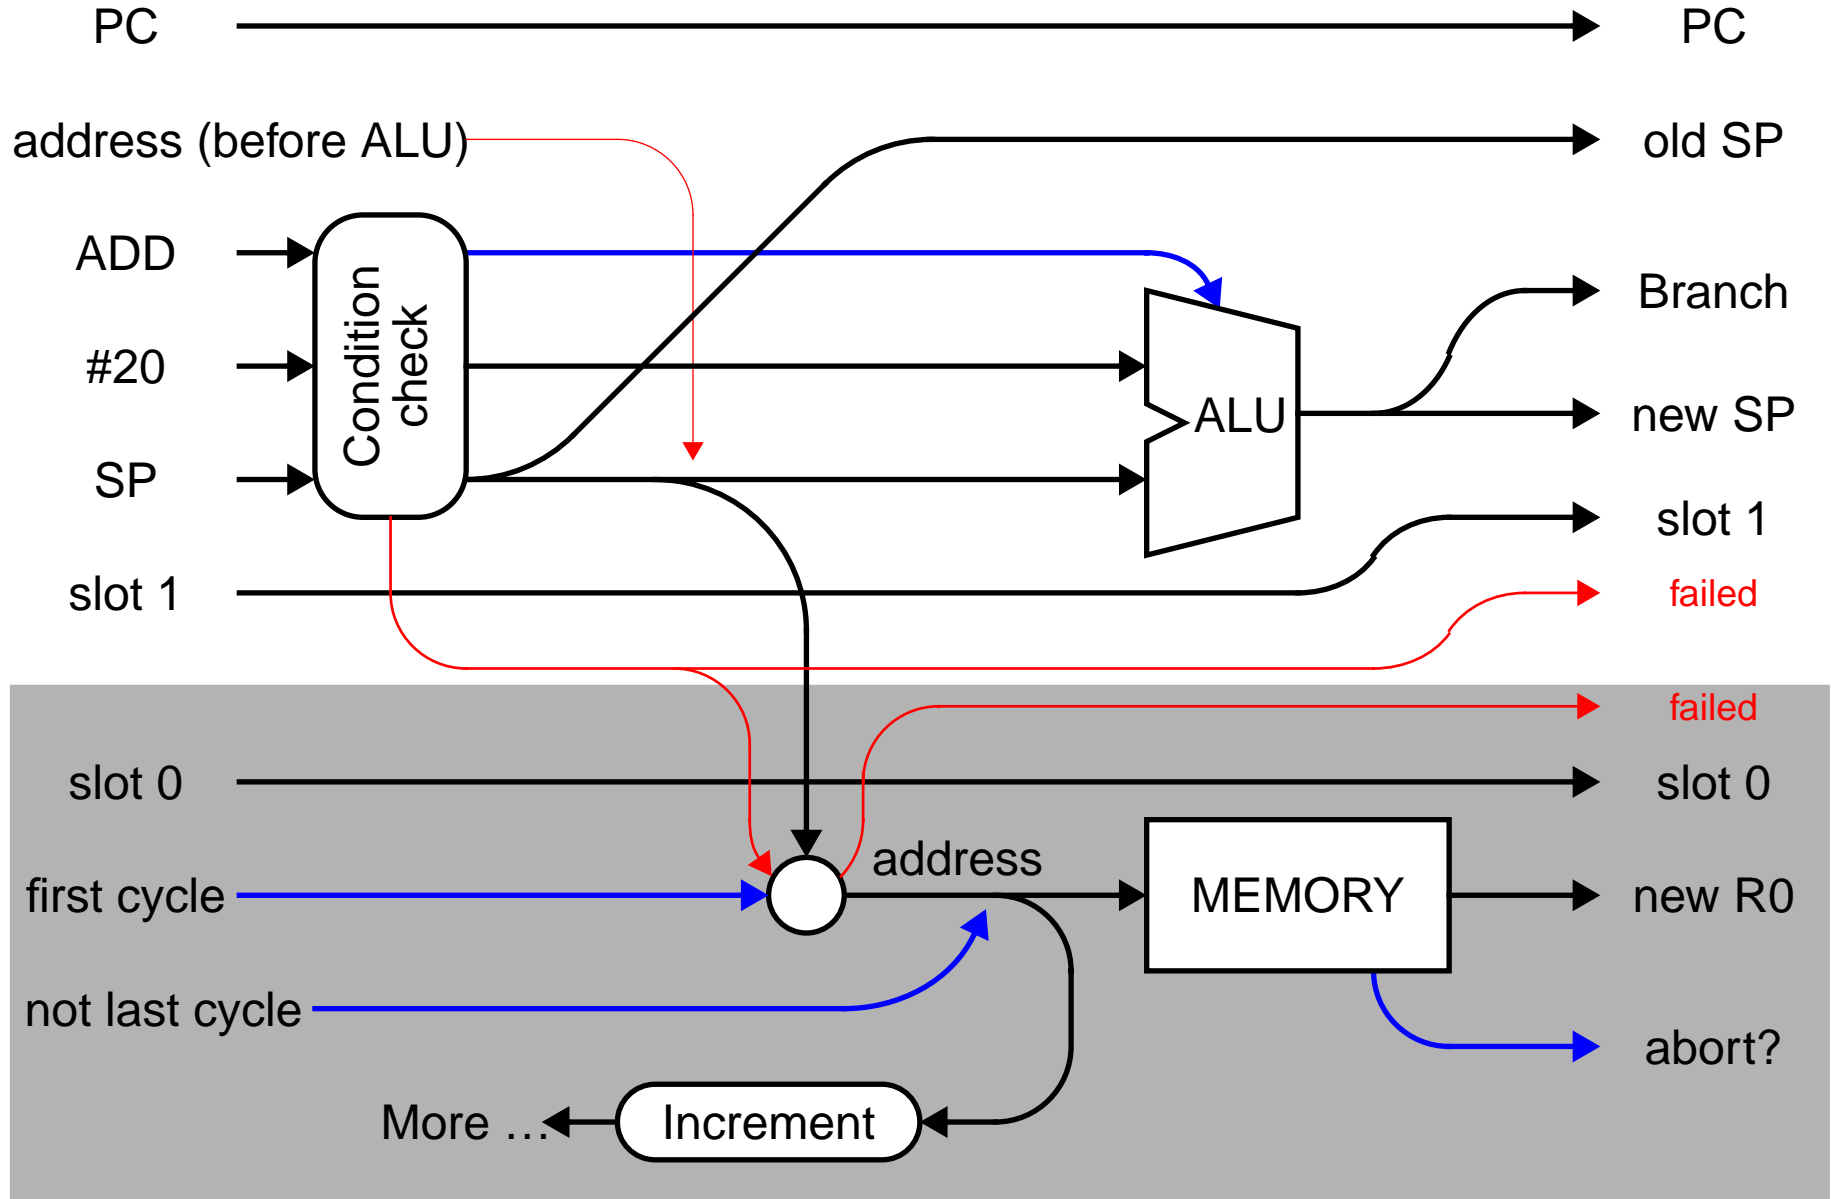 PC
PC
address (before ALU)
old SP
ADD
Branch
#20
Condition
check
ALU
new SP
SP
slot 1
slot 1
failed
failed
slot 0
slot 0
address
first cycle
MEMORY
new R0
not last cycle
abort?
More …
Increment